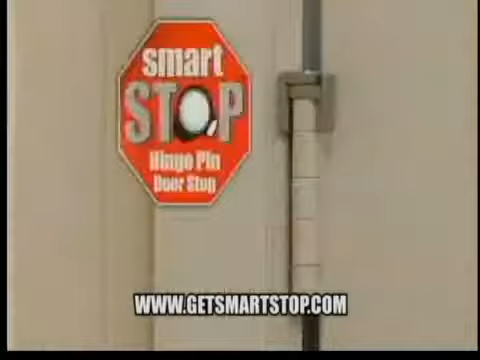 smart
STOP
Hinge Pin
Door Stop
WWW.GETSMARTSTOP.COM